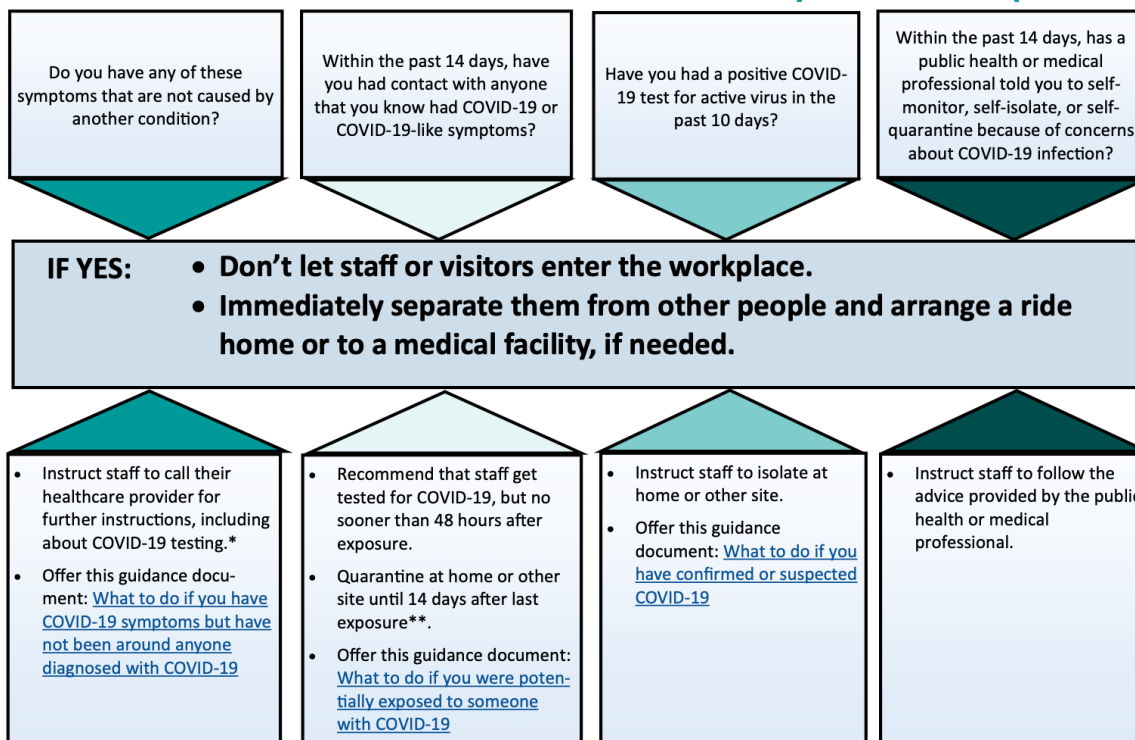 Do you have any of these
symptoms that are not caused by
another condition?
Within the past 14 days, have
you had contact with anyone
that you know had COVID-19 or
COVID-19-like symptoms?
Have you had a positive COVID-
19 test for active virus in the
past 10 days?
Within the past 14 days, has a
public health or medical
professional told you to self-
monitor, self-isolate, or self-
quarantine because of concerns
about COVID-19 infection?
IF YES:
• Don’t let staff or visitors enter the workplace.
• Immediately separate them from other people and arrange a ride
home or to a medical facility, if needed.
• Instruct staff to call their
healthcare provider for
further instructions, including
about COVID-19 testing.*
• Offer this guidance docu-
ment: What to do if you have
COVID-19 symptoms but have
not been around anyone
diagnosed with COVID-19
• Recommend that staff get
tested for COVID-19, but no
sooner than 48 hours after
exposure.
• Quarantine at home or other
site until 14 days after last
exposure**.
• Offer this guidance document:
What to do if you were poten-
tially exposed to someone
with COVID-19
• Instruct staff to isolate at
home or other site.
• Offer this guidance
document: What to do if you
have confirmed or suspected
COVID-19
• Instruct staff to follow the
advice provided by the public
health or medical
professional.